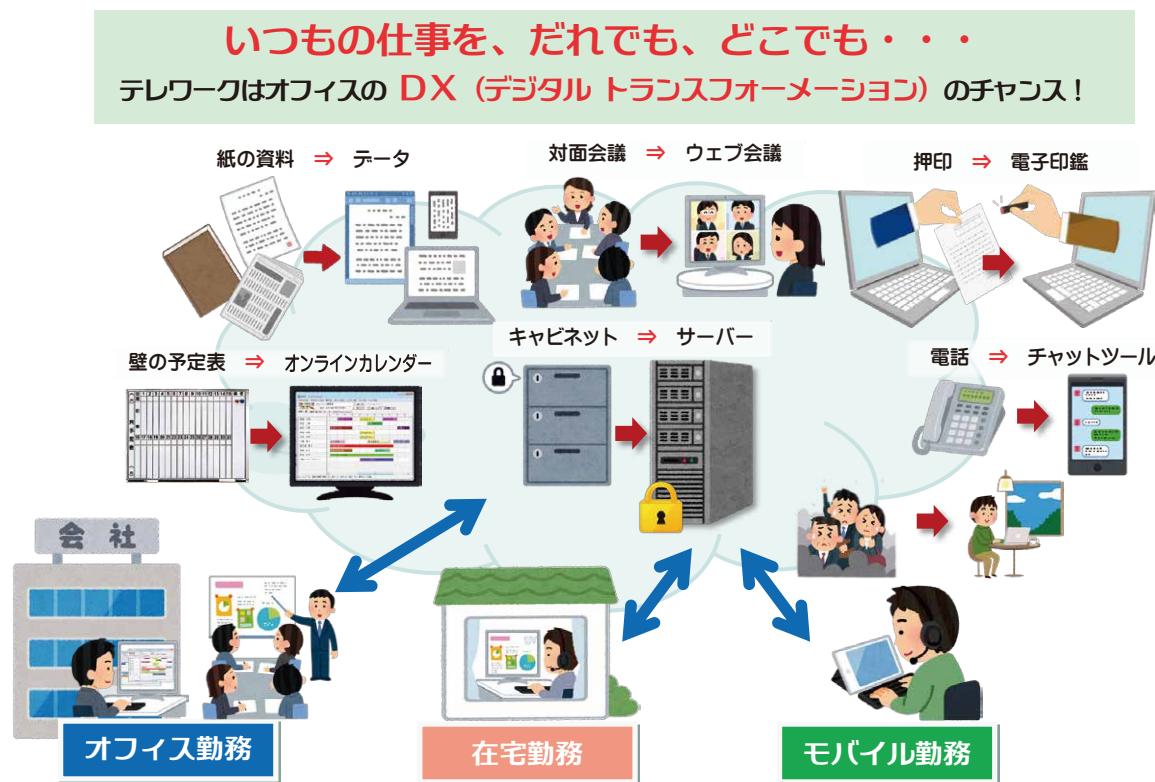 いつもの仕事を、だれでも、どこでも・・・
テレワークはオフィスの DX（デジタル トランスフォーメーション）のチャンス！
紙の資料 ⇒ データ
対面会議 ⇒ ウェブ会議
押印 ⇒ 電子印鑑
キャビネット ⇒ サーバー
壁の予定表 ⇒ オンラインカレンダー
電話 ⇒ チャットツール
会社
オフィス勤務
在宅勤務
モバイル勤務